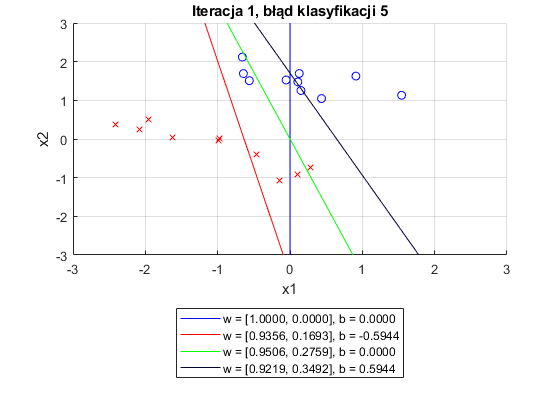 Iteracja 1, błąd klasyfikacji 5
3
2
1
0
-1
-2
-3
x2
-3
-2
-1
0
1
2
3
x1
w = [1.0000, 0.0000], b = 0.0000
w = [0.9356, 0.1693], b = -0.5944
w = [0.9506, 0.2759], b = 0.0000
w = [0.9219, 0.3492], b = 0.5944